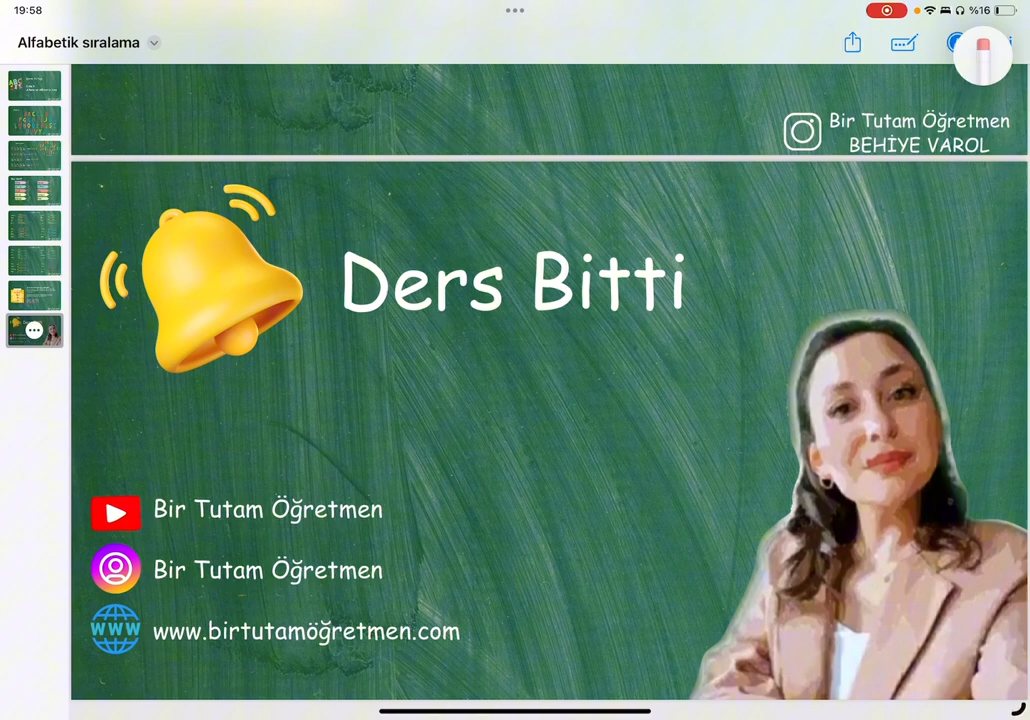 19:58
%16
Alfabetik sıralama
Bir Tutam Öğretmen
BEHİYE VAROL
Ders Bitti
Bir Tutam Öğretmen
Bir Tutam Öğretmen
WWW
www.birtutamöğretmen.com